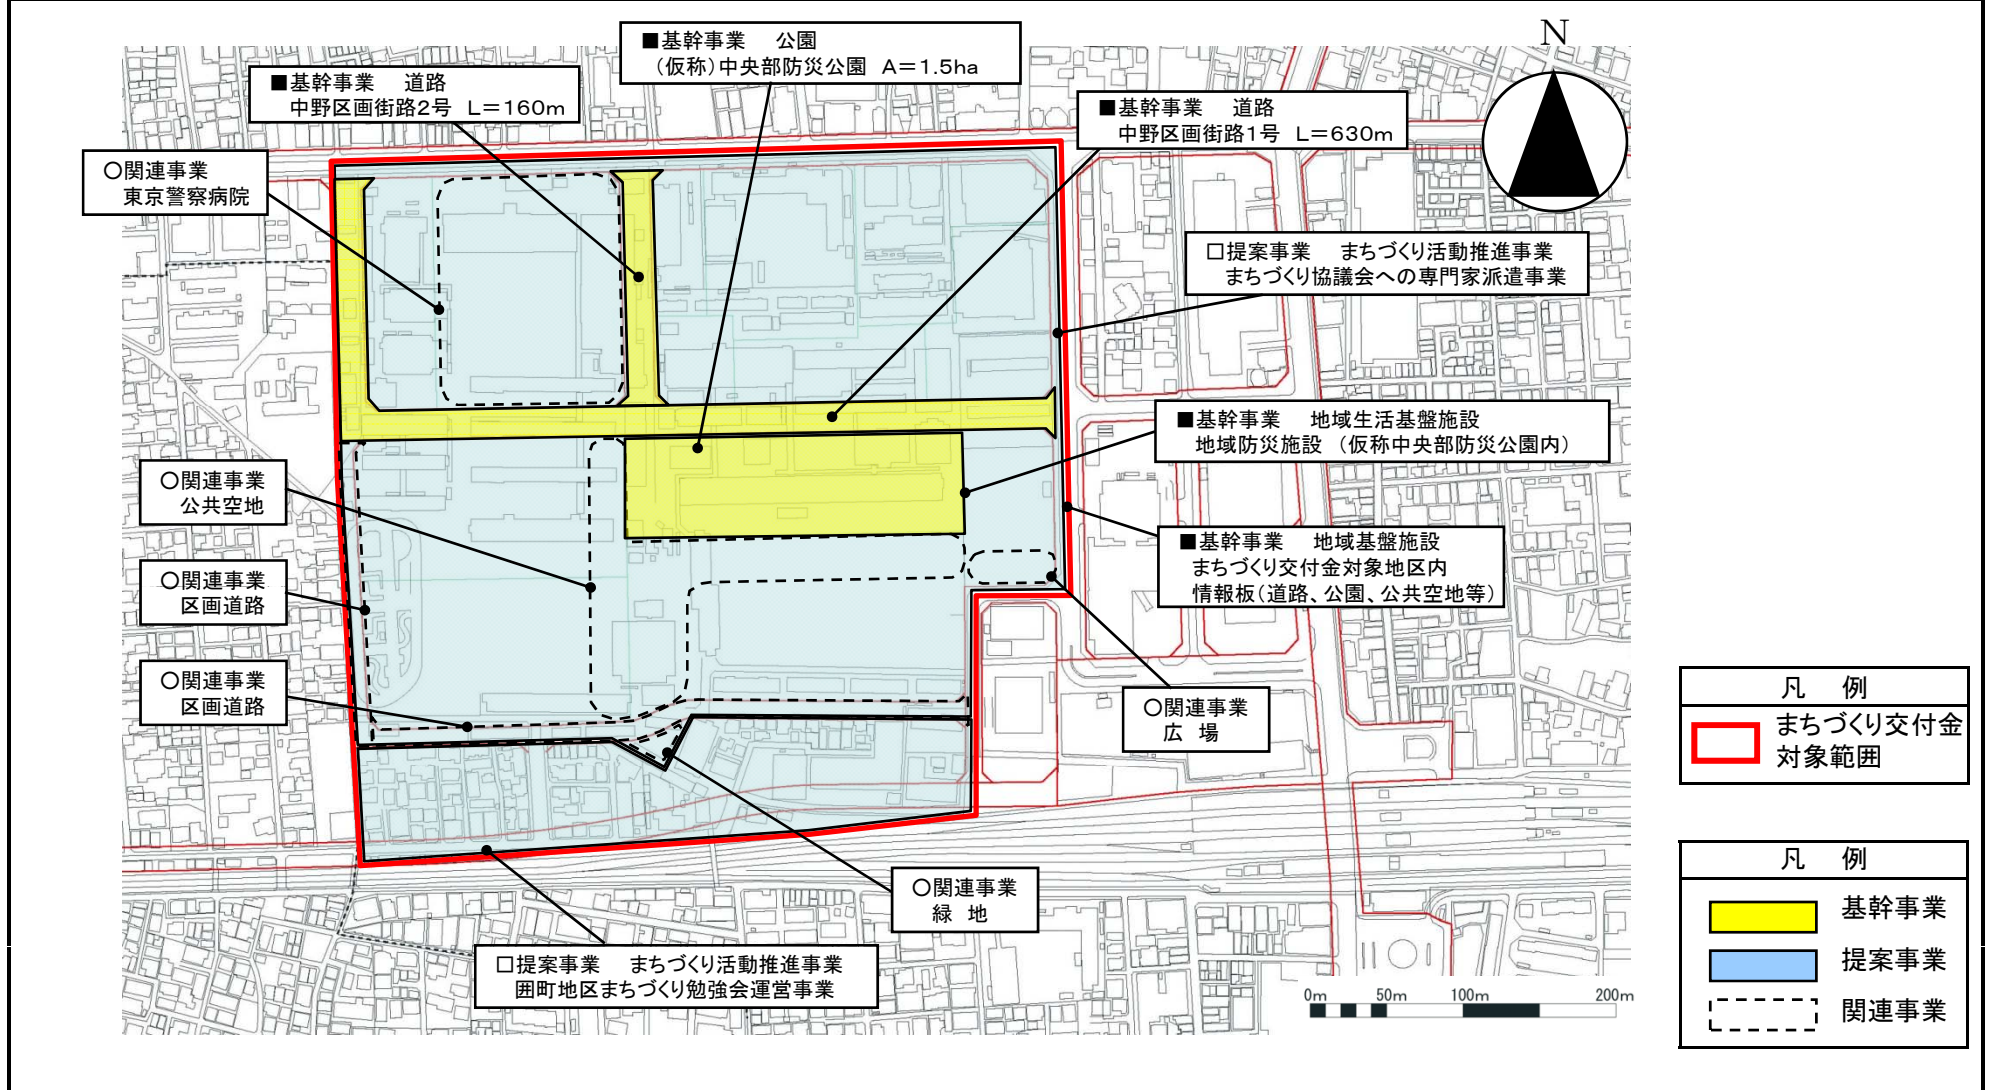 ■基幹事業　公園
(仮称)中央部防災公園 A=1.5ha
N
■基幹事業　道路
中野区画街路2号 L=160m
■基幹事業　道路
中野区画街路1号 L=630m
○関連事業
東京警察病院
□提案事業　まちづくり活動推進事業
まちづくり協議会への専門家派遣事業
■基幹事業　地域生活基盤施設
地域防災施設 (仮称中央部防災公園内)
○関連事業
公共空地
■基幹事業　地域基盤施設
まちづくり交付金対象地区内
情報板(道路、公園、公共空地等)
○関連事業
区画道路
○関連事業
区画道路
○関連事業
広 場
凡 例
まちづくり交付金
対象範囲
○関連事業
緑 地
凡 例
基幹事業
提案事業
関連事業
□提案事業　まちづくり活動推進事業
囲町地区まちづくり勉強会運営事業
0m 50m 100m 200m